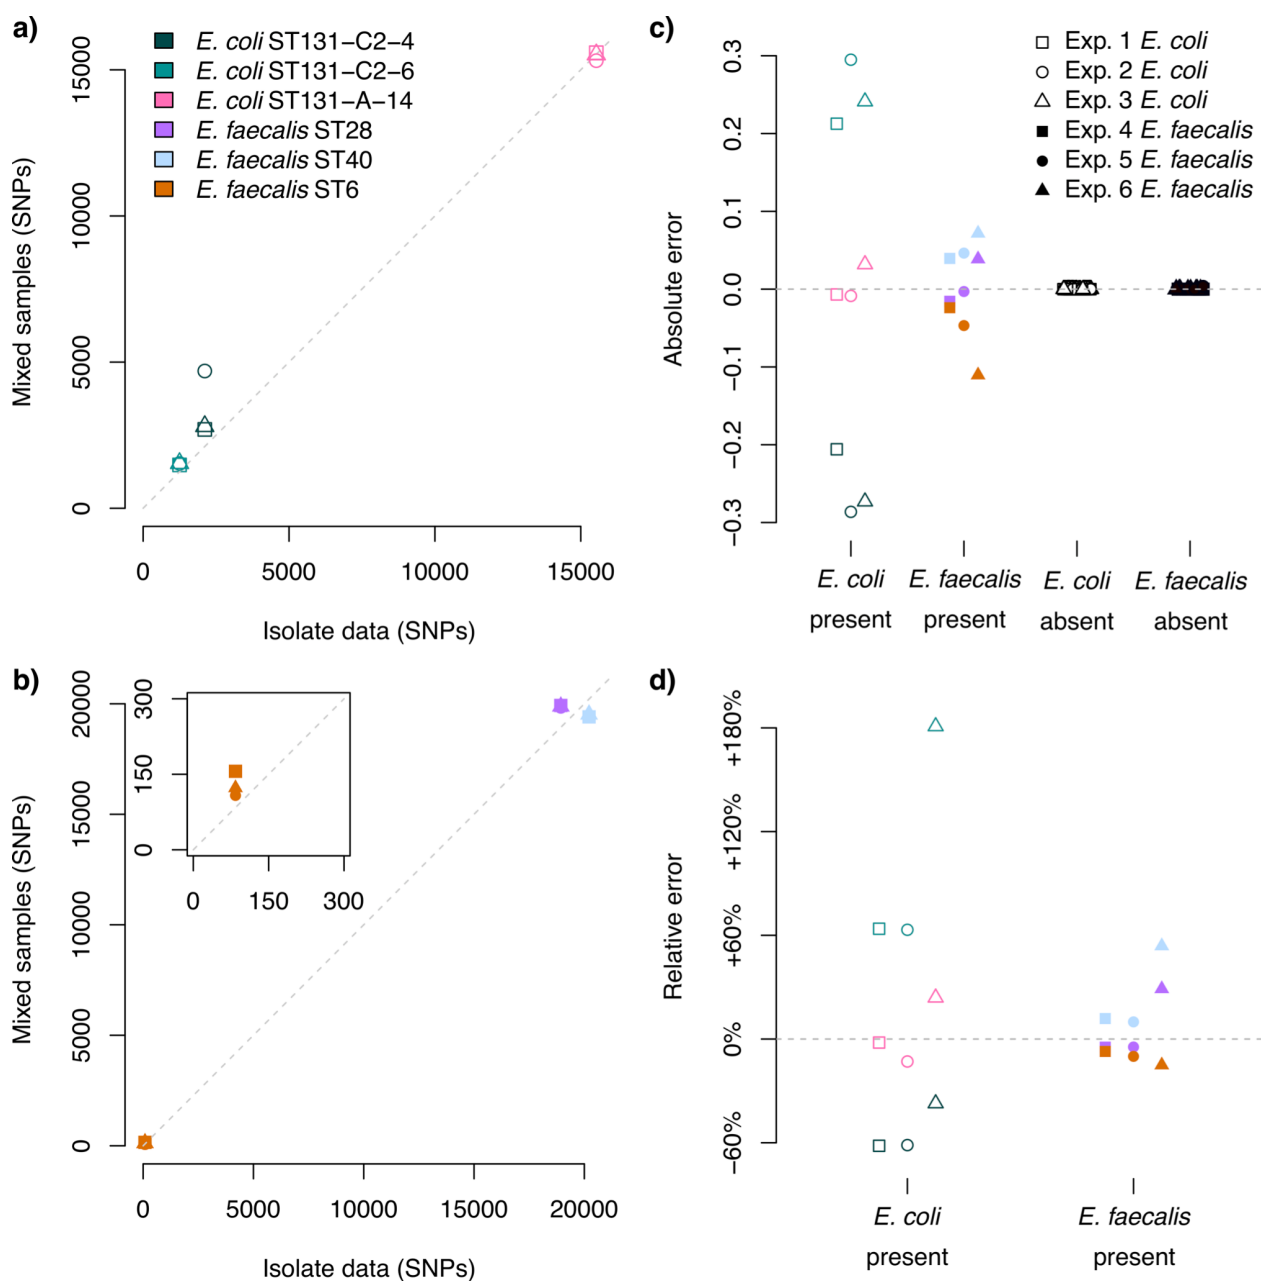 a)
E. coli ST131−C2−4
E. coli ST131−C2−6
E. coli ST131−A−14
E. faecalis ST28
E. faecalis ST40
E. faecalis ST6
Mixed samples (SNPs)
15000
10000
5000
0
0 5000 10000 15000
Isolate data (SNPs)
b)
Mixed samples (SNPs)
20000
15000
10000
5000
0
300
150
0
0 150 300
0 5000 10000 15000 20000
Isolate data (SNPs)
c)
Exp. 1 E. coli
Exp. 2 E. coli
Exp. 3 E. coli
Exp. 4 E. faecalis
Exp. 5 E. faecalis
Exp. 6 E. faecalis
Absolute error
0.3
0.2
0.1
0.0
−0.1
−0.2
−0.3
E. coli E. faecalis E. coli E. faecalis
present present absent absent
d)
Relative error
+180%
+120%
+60%
0%
−60%
E. coli E. faecalis
present present